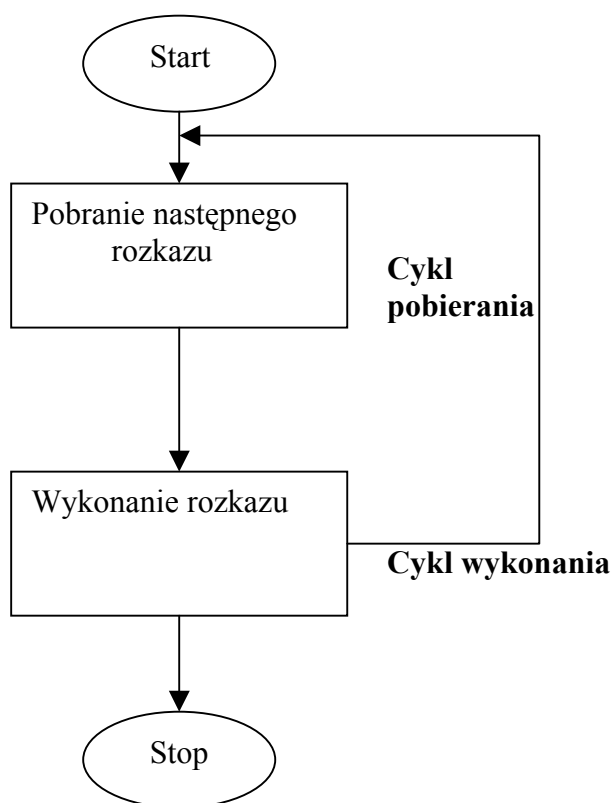 Start
Pobranie następnego
rozkazu
Cykl
pobierania
Wykonanie rozkazu
Cykl wykonania
Stop